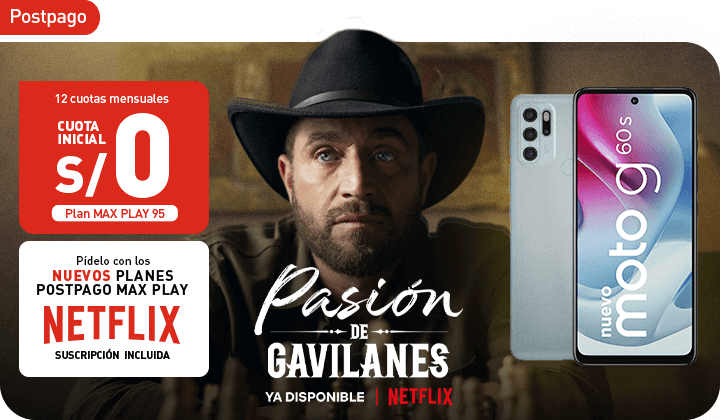 Postpago
12 cuotas mensuales
CUOTA
INICIAL
S/0
Plan MAX PLAY 95
Pídelo con los
NUEVOS PLANES
POSTPAGO MAX PLAY
NETFLIX
SUSCRIPCIÓN INCLUIDA
Pasión
DE
GAVILANES
YA DISPONIBLE | NETFLIX
nuevo
moto g 60s